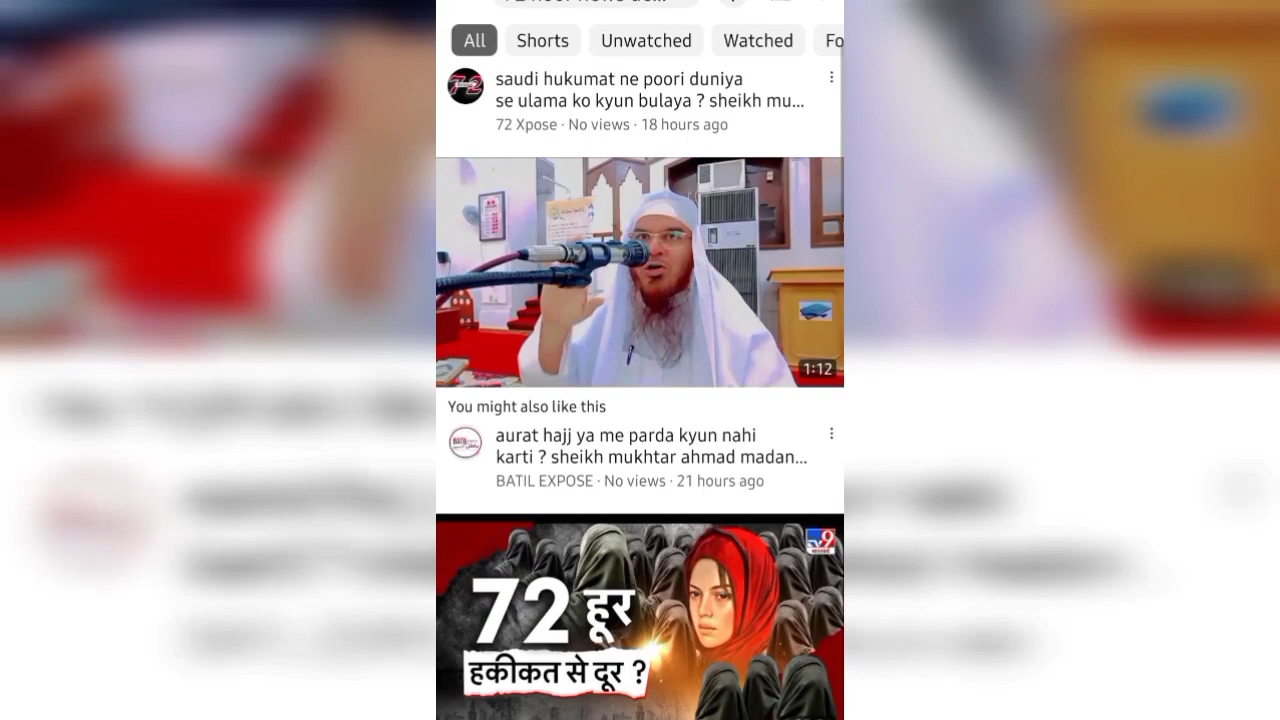 All
Shorts
Unwatched
Watched
Fo
saudi hukumat ne poori duniya
se ulama ko kyun bulaya ? sheikh mu...
72 Xpose · No views · 18 hours ago
1:12
You might also like this
aurat hajj ya me parda kyun nahi
karti ? sheikh mukhtar ahmad madan...
BATIL EXPOSE · No views · 21 hours ago
72 हूर
हकीकत से दूर ?